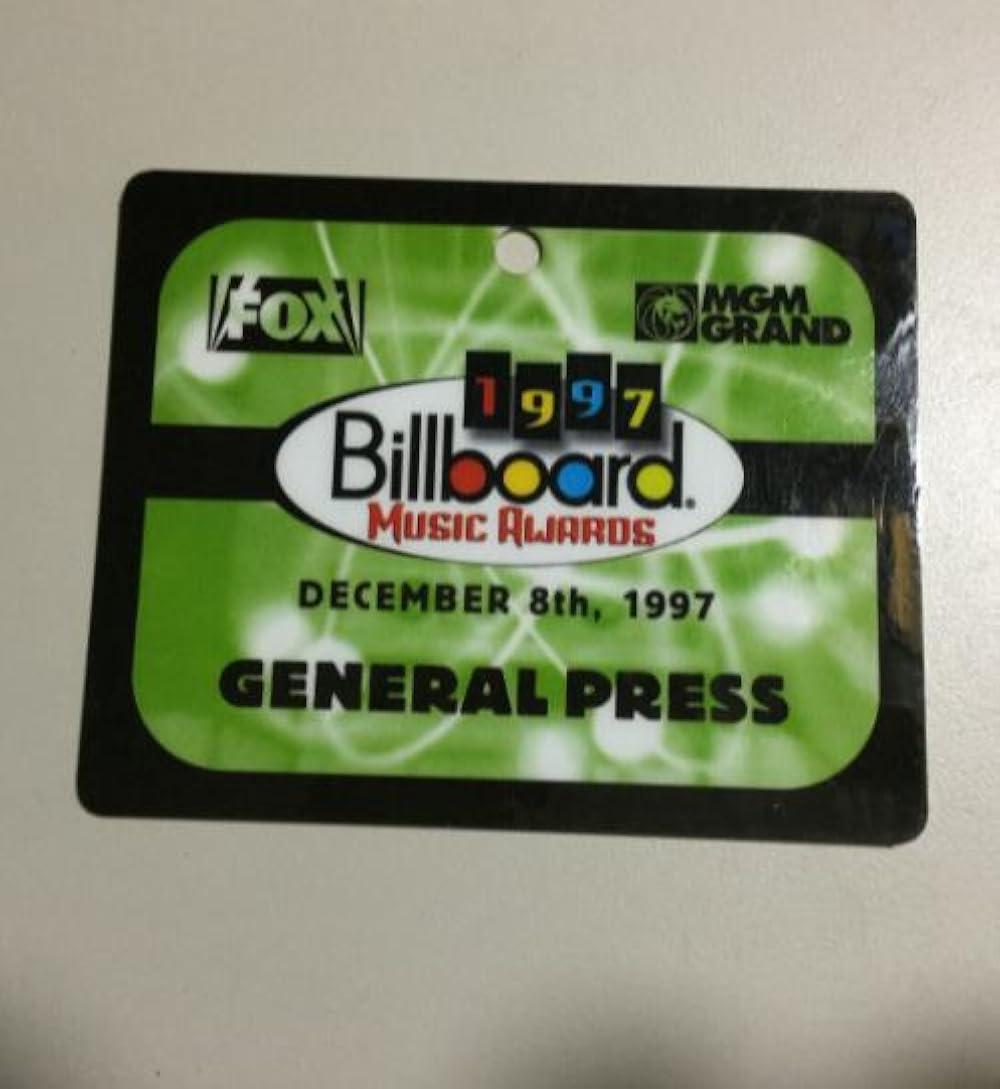 FOX
MGM
GRAND
1997
Billboard.
MUSIC AWARDS
DECEMBER 8th, 1997
GENERAL PRESS